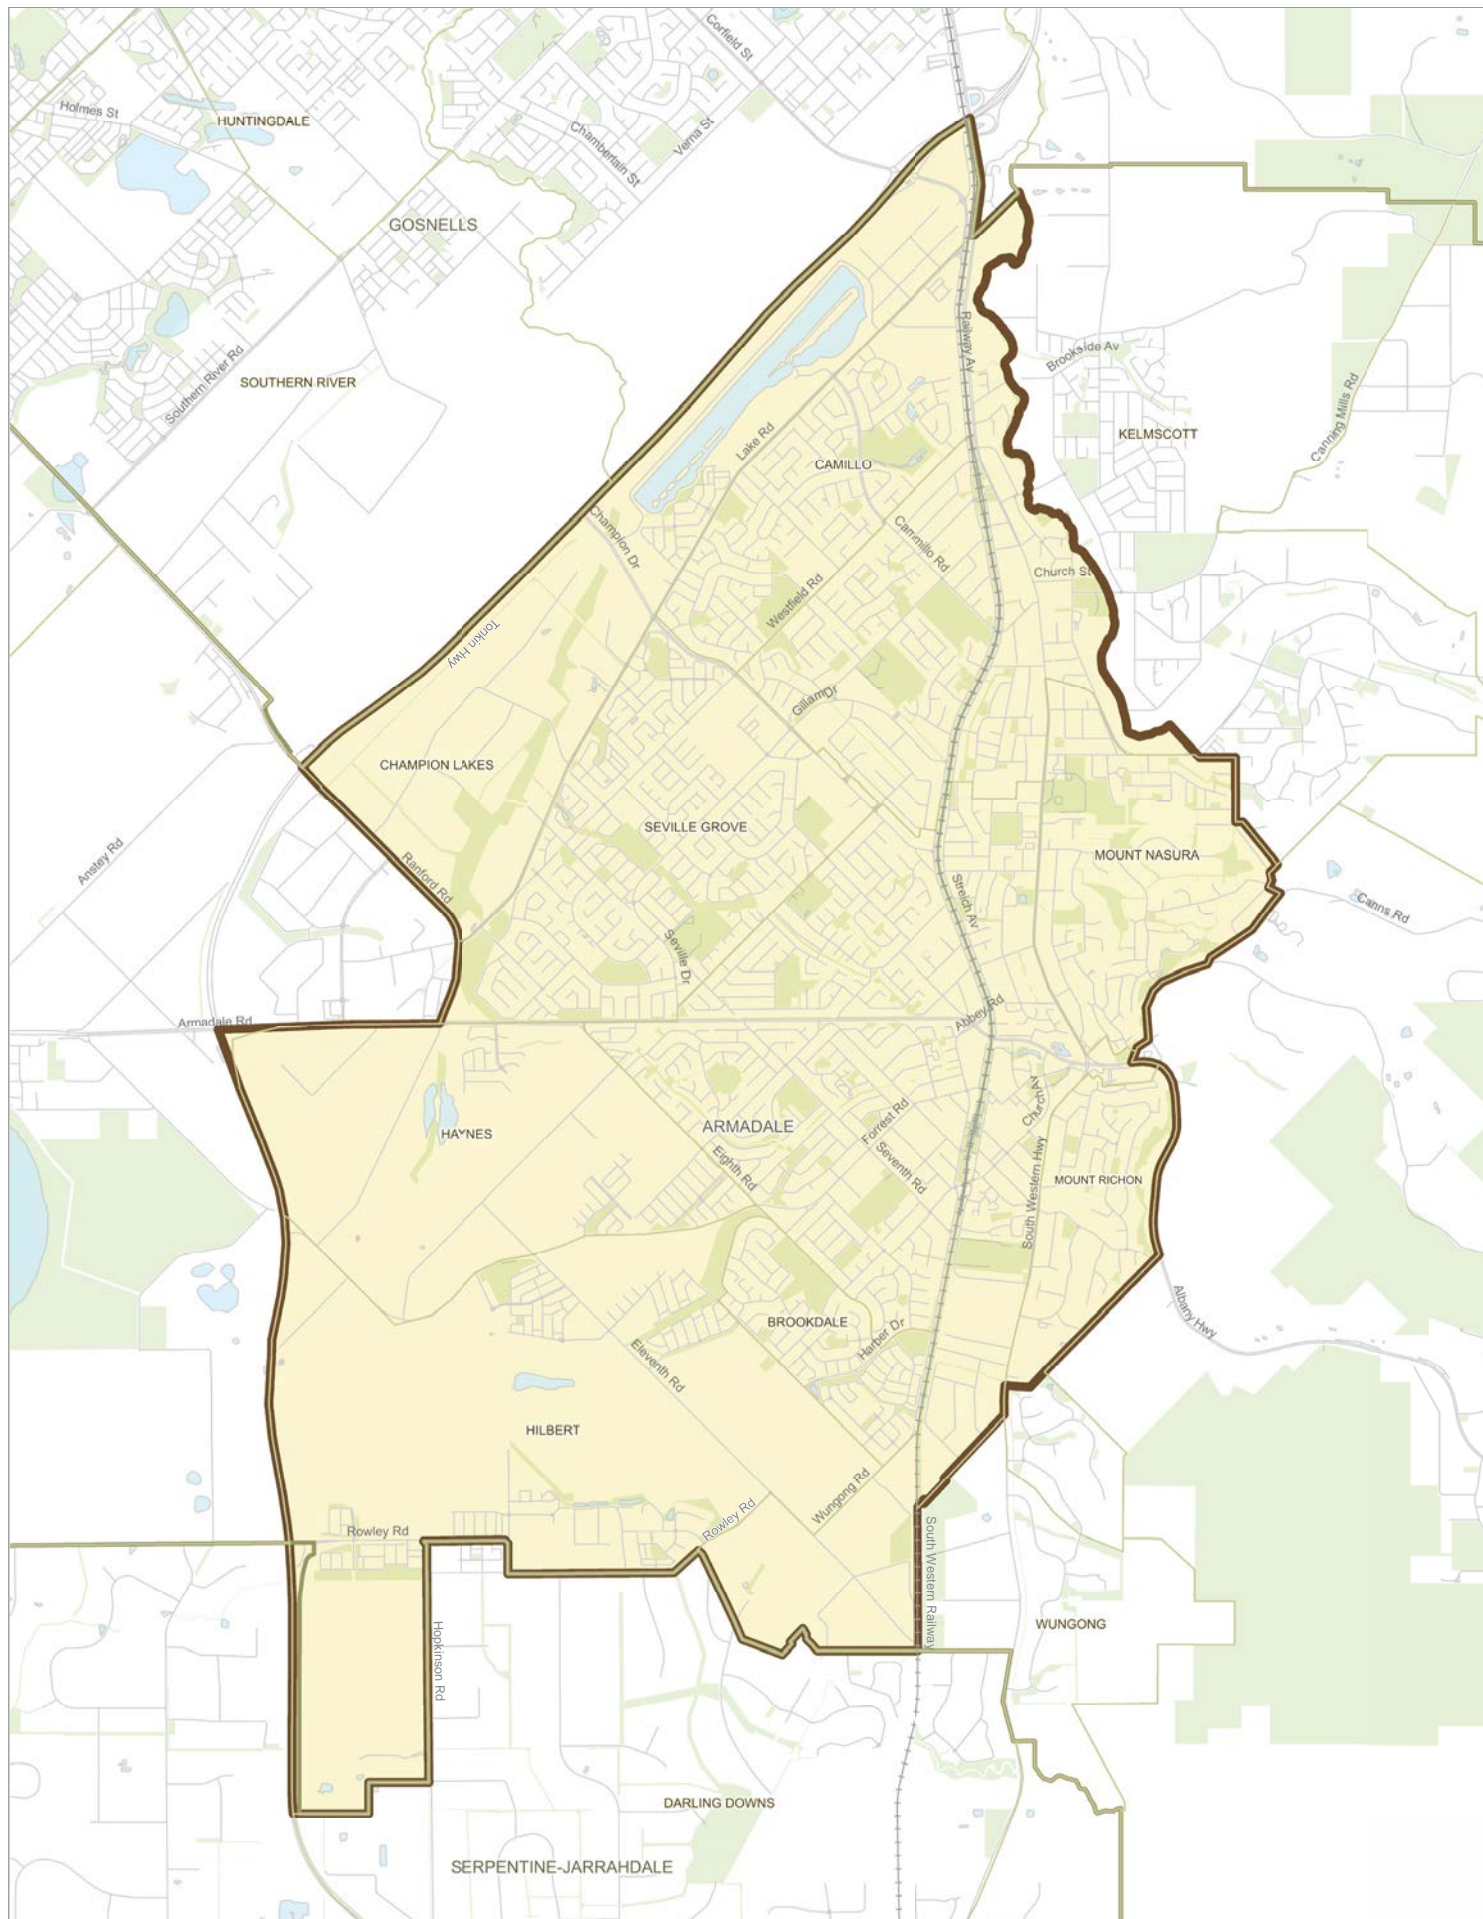 Corfield St
Holmes St
HUNTINGDALE
Chamberlain St
Verna St
GOSNELLS
Railway Av
Brookside Av
Southern River Rd
SOUTHERN RIVER
Canning Mills Rd
KELMSCOTT
Lake Rd
CAMILLO
Champion Dr
Cammillo Rd
Church St
Westfield Rd
Tonkin Hwy
Gillam Dr
CHAMPION LAKES
SEVILLE GROVE
MOUNT NASURA
Anstey Rd
Ranford Rd
Streich Av
Canns Rd
Seville Dr
Armadale Rd
Abbey Rd
Church Av
HAYNES
ARMADALE
Forrest Rd
Eighth Rd
Seventh Rd
MOUNT RICHON
South Western Hwy
Albany Hwy
BROOKDALE
Harber Dr
Eleventh Rd
HILBERT
Wungong Rd
Rowley Rd
Rowley Rd
South Western Railway
WUNGONG
Hopkinson Rd
DARLING DOWNS
SERPENTINE-JARRAHDALE